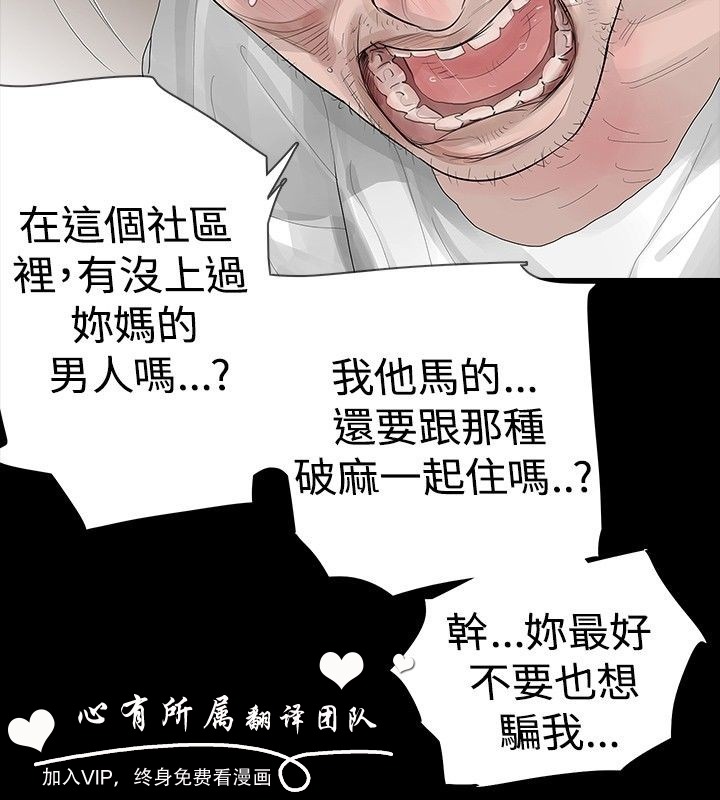 在這個社區
裡,有沒上過
妳媽的
男人嗎...?
我他馬的...
還要跟那種
破麻一起住嗎..?
幹...妳最好
不要也想
騙我...
心有所属翻译团队
加入VIP，终身免费看漫画